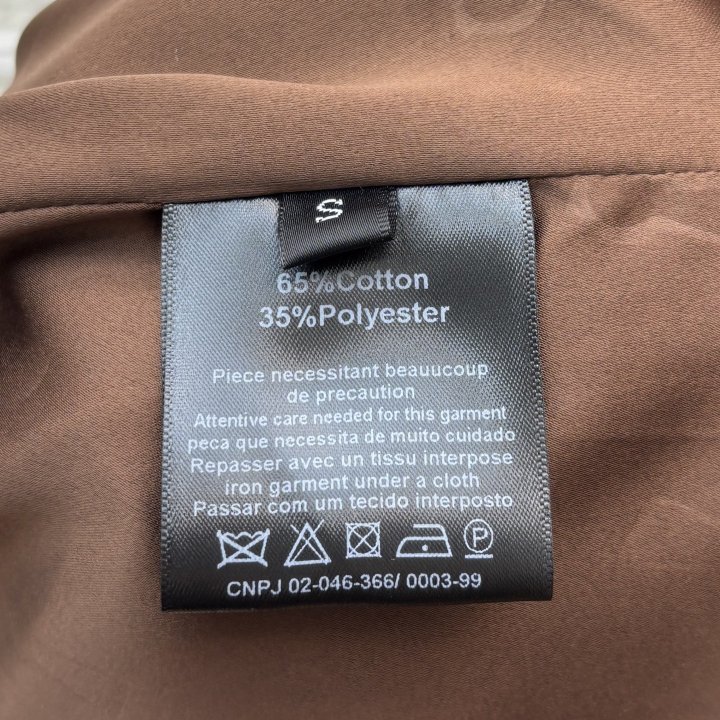 S
65%Cotton
35%Polyester
Piece necessitant beauucoup
de precaution
Attentive care needed for this garment
peca que necessita de muito cuidado
Repasser avec un tissu interpose
iron garment under a cloth
Passar com um tecido interposto
P
CNPJ 02-046-366/ 0003-99